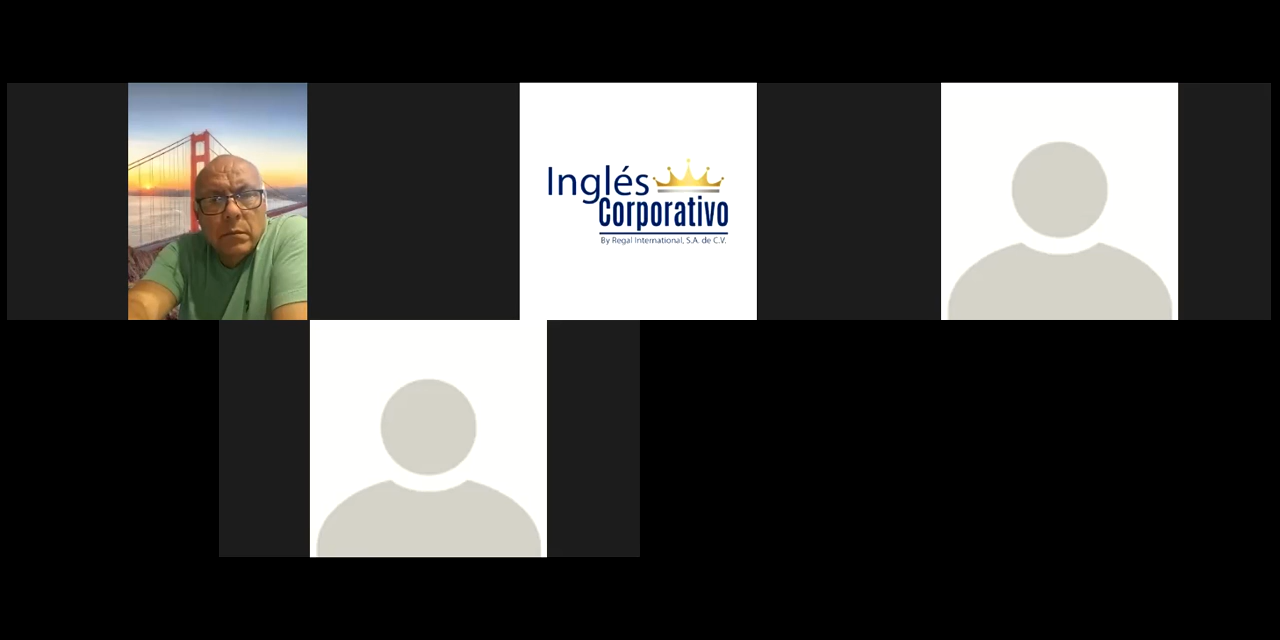 Inglés
Corporativo
By Regal International, S.A. de C.V.